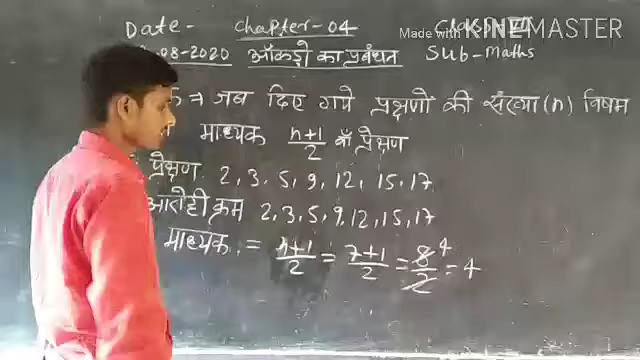 Date - Chapter-04
Made with KINEMASTER
08-2020 आँकड़ो का प्रबंधन Sub - Maths
क ⇒ जब दिए गये प्रेक्षणो की संख्या (n) विषम
माध्यक n+1/2 वाँ प्रेक्षण
प्रेक्षण 2, 3, 5, 9, 12, 15, 17
आरोही क्रम 2, 3, 5, 9, 12, 15, 17
माध्यक = n+1/2 = 7+1/2 = 8/2 4 = 4